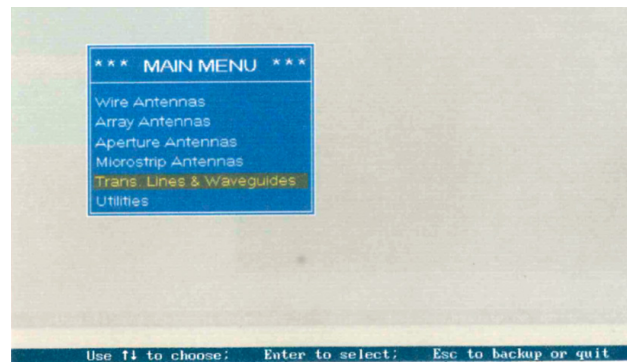 *** MAIN MENU ***
Wire Antennas
Array Antennas
Aperture Antennas
Microstrip Antennas
Trans. Lines & Waveguides
Utilities
Use ↑↓ to choose; Enter to select; Esc to backup or quit